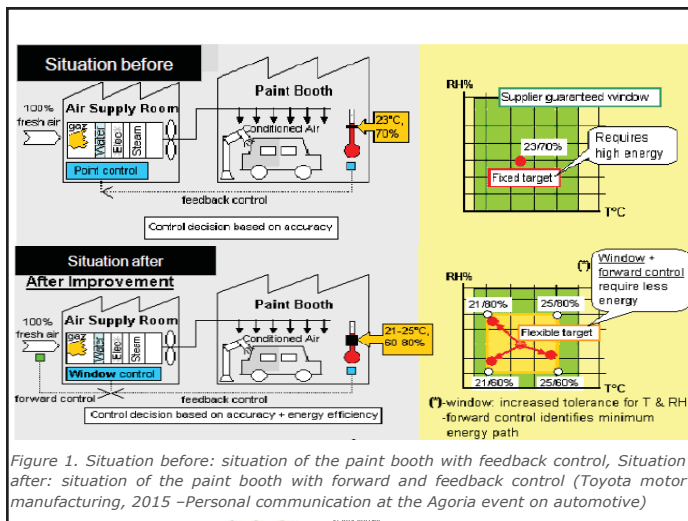 Situation before
100%
fresh air
Air Supply Room
gaz
Water
Elec
Steam
Point control
Paint Booth
Conditioned Air
23°C,
70%
feedback control
Control decision based on accuracy
RH%
Supplier guaranteed window
23/70%
Fixed target
Requires
high energy
T°C
Situation after
After Improvement
100%
fresh air
Air Supply Room
gaz
Water
Elec
Steam
Window control
Paint Booth
Conditioned Air
21-25°C,
60-80%
forward control
feedback control
Control decision based on accuracy + energy efficiency
RH%
(*)
Window +
forward control
require less
energy
21/80%
25/80%
Flexible target
21/60%
25/60%
T°C
(*)-window: increased tolerance for T & RH
-forward control identifies minimum
energy path
Figure 1. Situation before: situation of the paint booth with feedback control, Situation
after: situation of the paint booth with forward and feedback control (Toyota motor
manufacturing, 2015 –Personal communication at the Agoria event on automotive)